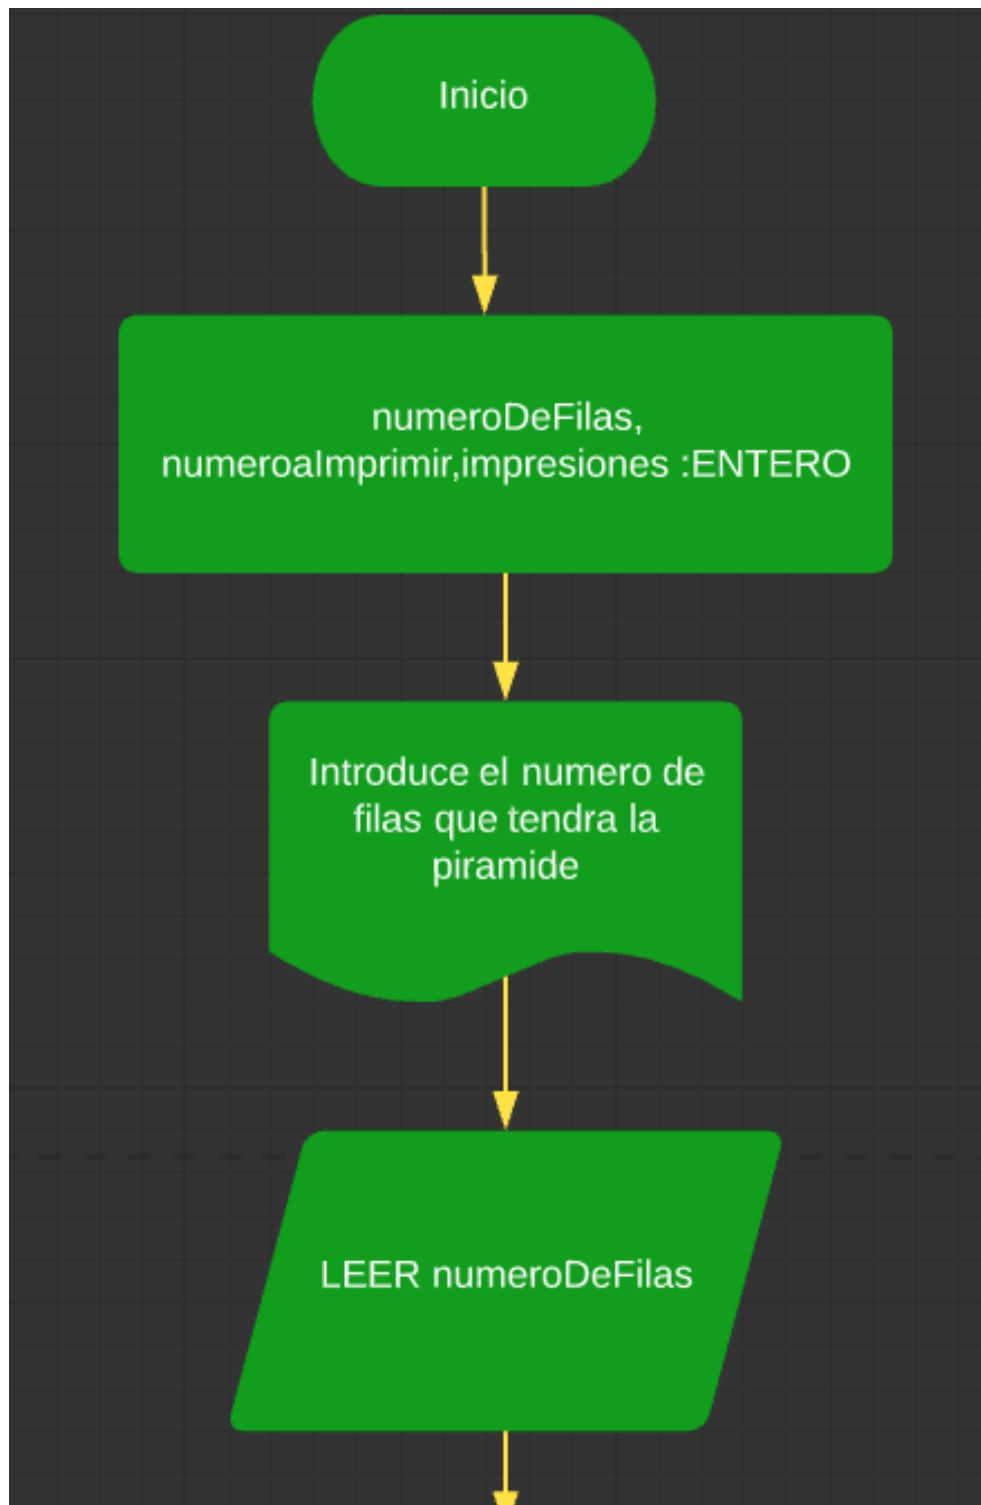 Inicio
numeroDeFilas,
numeroaImprimir,impresiones :ENTERO
Introduce el numero de
filas que tendra la
piramide
LEER numeroDeFilas